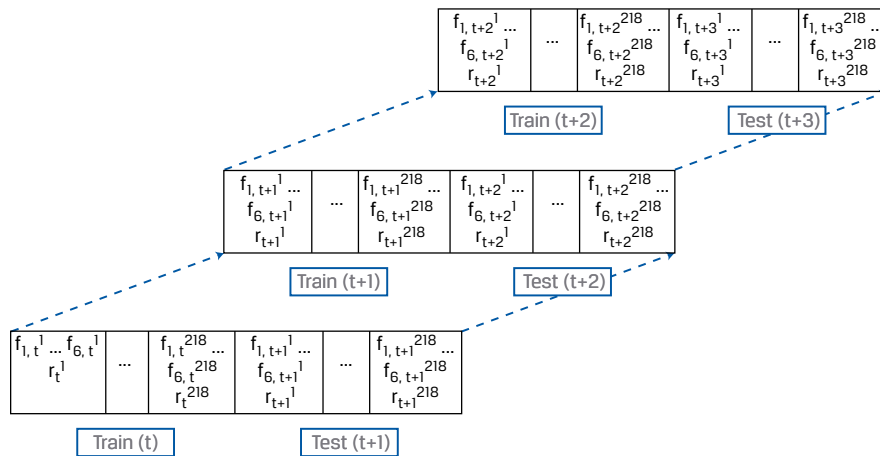 f1, t+2^1 ... ... f1, t+2^218 ... f1, t+3^1 ... ... f1, t+3^218 ...
f6, t+2^1 f6, t+2^218 f6, t+3^1 f6, t+3^218
rt+2^1 rt+2^218 rt+3^1 rt+3^218
Train (t+2) Test (t+3)
f1, t+1^1 ... ... f1, t+1^218 ... f1, t+2^1 ... ... f1, t+2^218 ...
f6, t+1^1 f6, t+1^218 f6, t+2^1 f6, t+2^218
rt+1^1 rt+1^218 rt+2^1 rt+2^218
Train (t+1) Test (t+2)
f1, t^1 ... f6, t^1 ... f1, t^218 ... f1, t+1^1 ... ... f1, t+1^218 ...
rt^1 f6, t^218 f6, t+1^1 f6, t+1^218
rt^218 rt+1^1 rt+1^218
Train (t) Test (t+1)